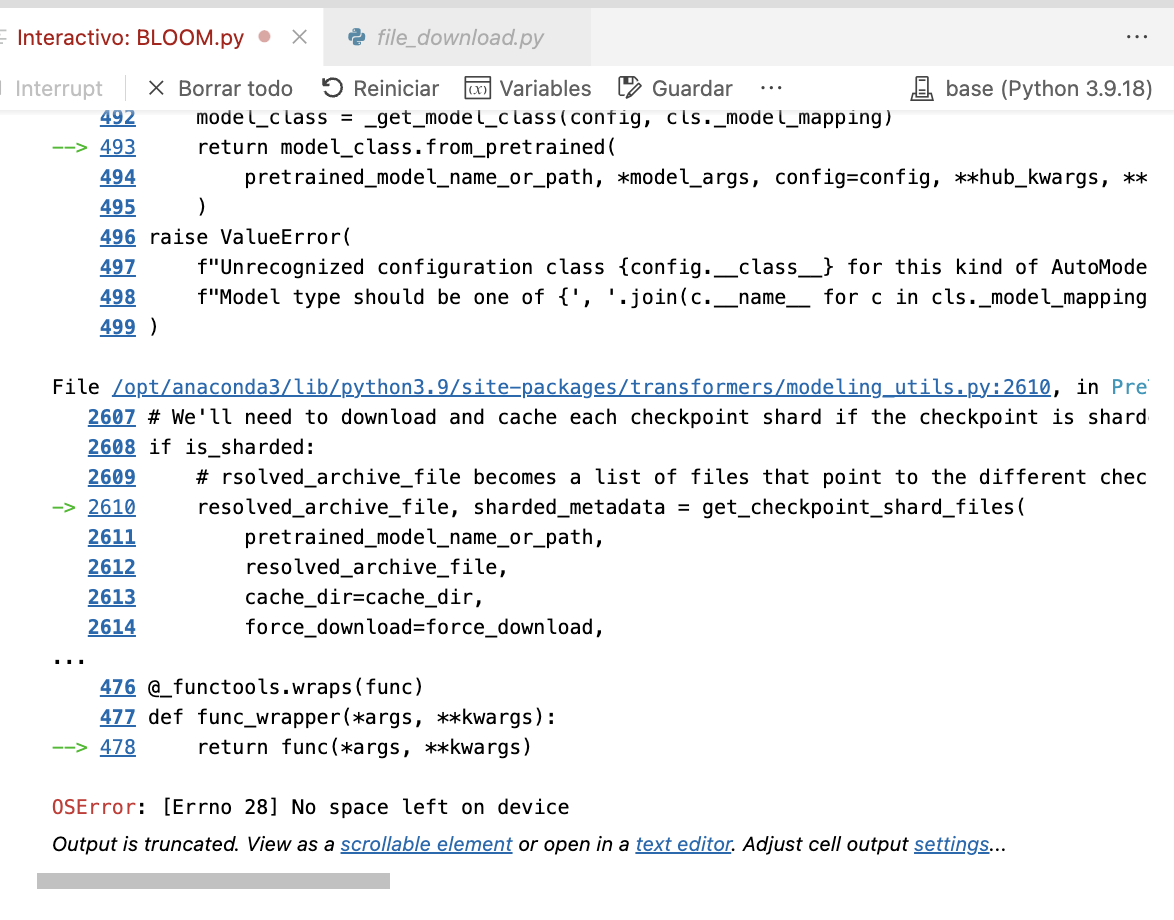 Interactivo: BLOOM.py
file_download.py
Interrupt
Borrar todo
Reiniciar
Variables
Guardar
base (Python 3.9.18)
492 model_class = _get_model_class(config, cls._model_mapping)
--> 493 return model_class.from_pretrained(
494 pretrained_model_name_or_path, *model_args, config=config, **hub_kwargs, **
495 )
496 raise ValueError(
497 f"Unrecognized configuration class {config.__class__} for this kind of AutoMode
498 f"Model type should be one of {', '.join(c.__name__ for c in cls._model_mapping
499 )
File /opt/anaconda3/lib/python3.9/site-packages/transformers/modeling_utils.py:2610, in Pre
2607 # We'll need to download and cache each checkpoint shard if the checkpoint is shard
2608 if is_sharded:
2609 # rsolved_archive_file becomes a list of files that point to the different chec
-> 2610 resolved_archive_file, sharded_metadata = get_checkpoint_shard_files(
2611 pretrained_model_name_or_path,
2612 resolved_archive_file,
2613 cache_dir=cache_dir,
2614 force_download=force_download,
...
476 @_functools.wraps(func)
477 def func_wrapper(*args, **kwargs):
--> 478 return func(*args, **kwargs)
OSError: [Errno 28] No space left on device
Output is truncated. View as a scrollable element or open in a text editor. Adjust cell output settings...